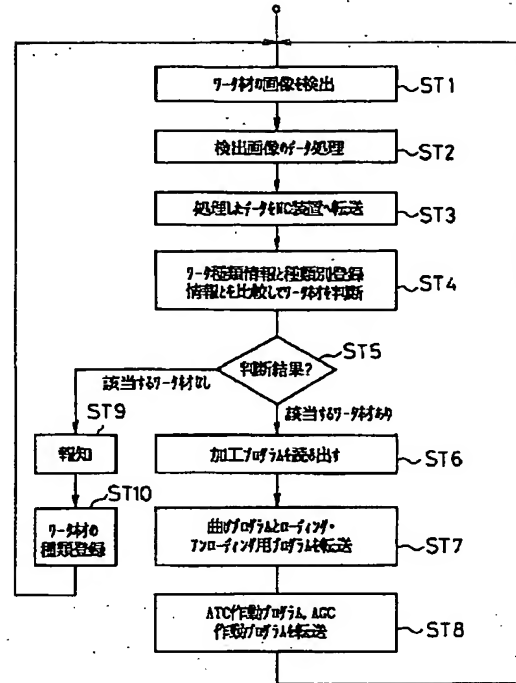 ワーク材の画像を検出
ST1
検出画像のデータ処理
ST2
処理したデータをNC装置へ転送
ST3
ワーク種類情報と種類別登録
情報とを比較してワーク材を判断
ST4
判断結果?
ST5
該当するワーク材なし
該当するワーク材あり
ST9
報知
加工プログラムを読み出す
ST6
ST10
ワーク材の
種類登録
曲げプログラムとローディング・
アンローディング用プログラムを転送
ST7
ATC作動プログラム,AGC
作動プログラムを転送
ST8